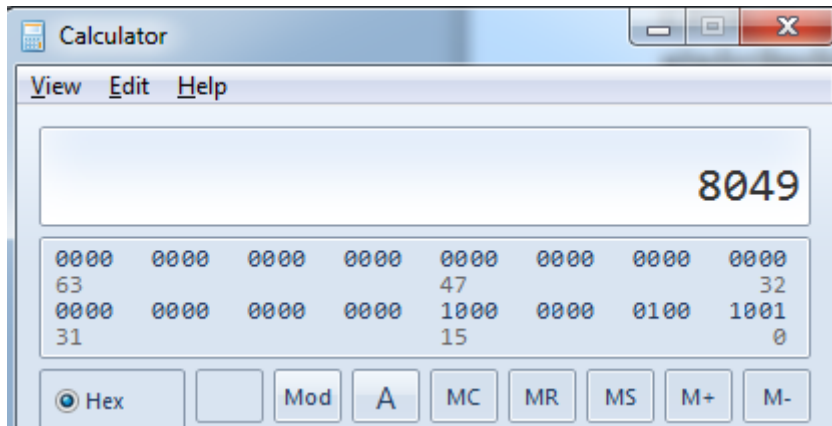 Calculator
View Edit Help
8049
0000 0000 0000 0000 0000 0000 0000 0000
63 47 32
0000 0000 0000 0000 1000 0000 0100 1001
31 15 0
Hex Mod A MC MR MS M+ M-